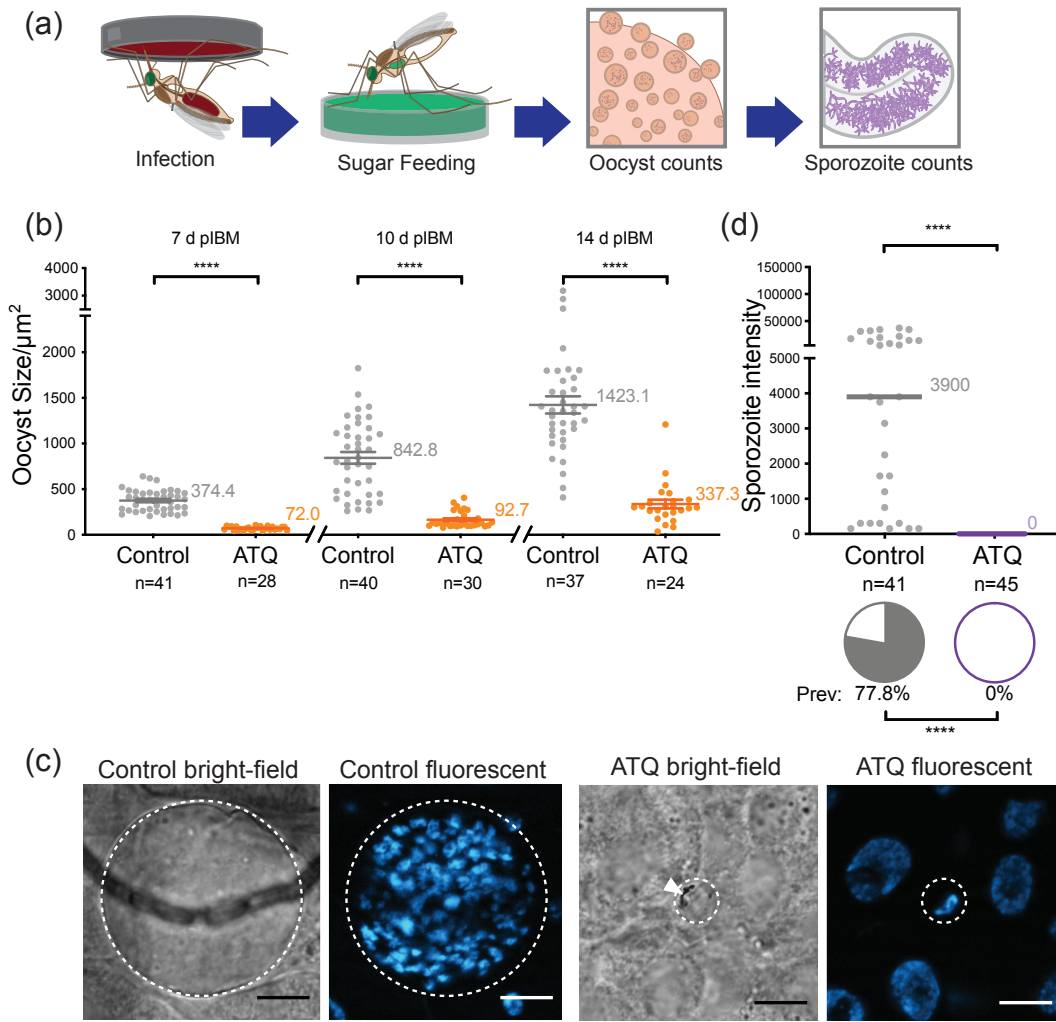 (a)
Infection
Sugar Feeding
Oocyst counts
Sporozoite counts
(b)
7 d pIBM
10 d pIBM
14 d pIBM
****
****
****
Oocyst Size/µm²
4000
3000
2000
1500
1000
500
0
374.4
72.0
842.8
92.7
1423.1
337.3
Control
ATQ
Control
ATQ
Control
ATQ
n=41
n=28
n=40
n=30
n=37
n=24
(d)
****
Sporozoite intensity
150000
100000
50000
5000
4000
3000
2000
1000
0
3900
0
Control
ATQ
n=41
n=45
Prev: 77.8%
0%
****
(c)
Control bright-field
Control fluorescent
ATQ bright-field
ATQ fluorescent